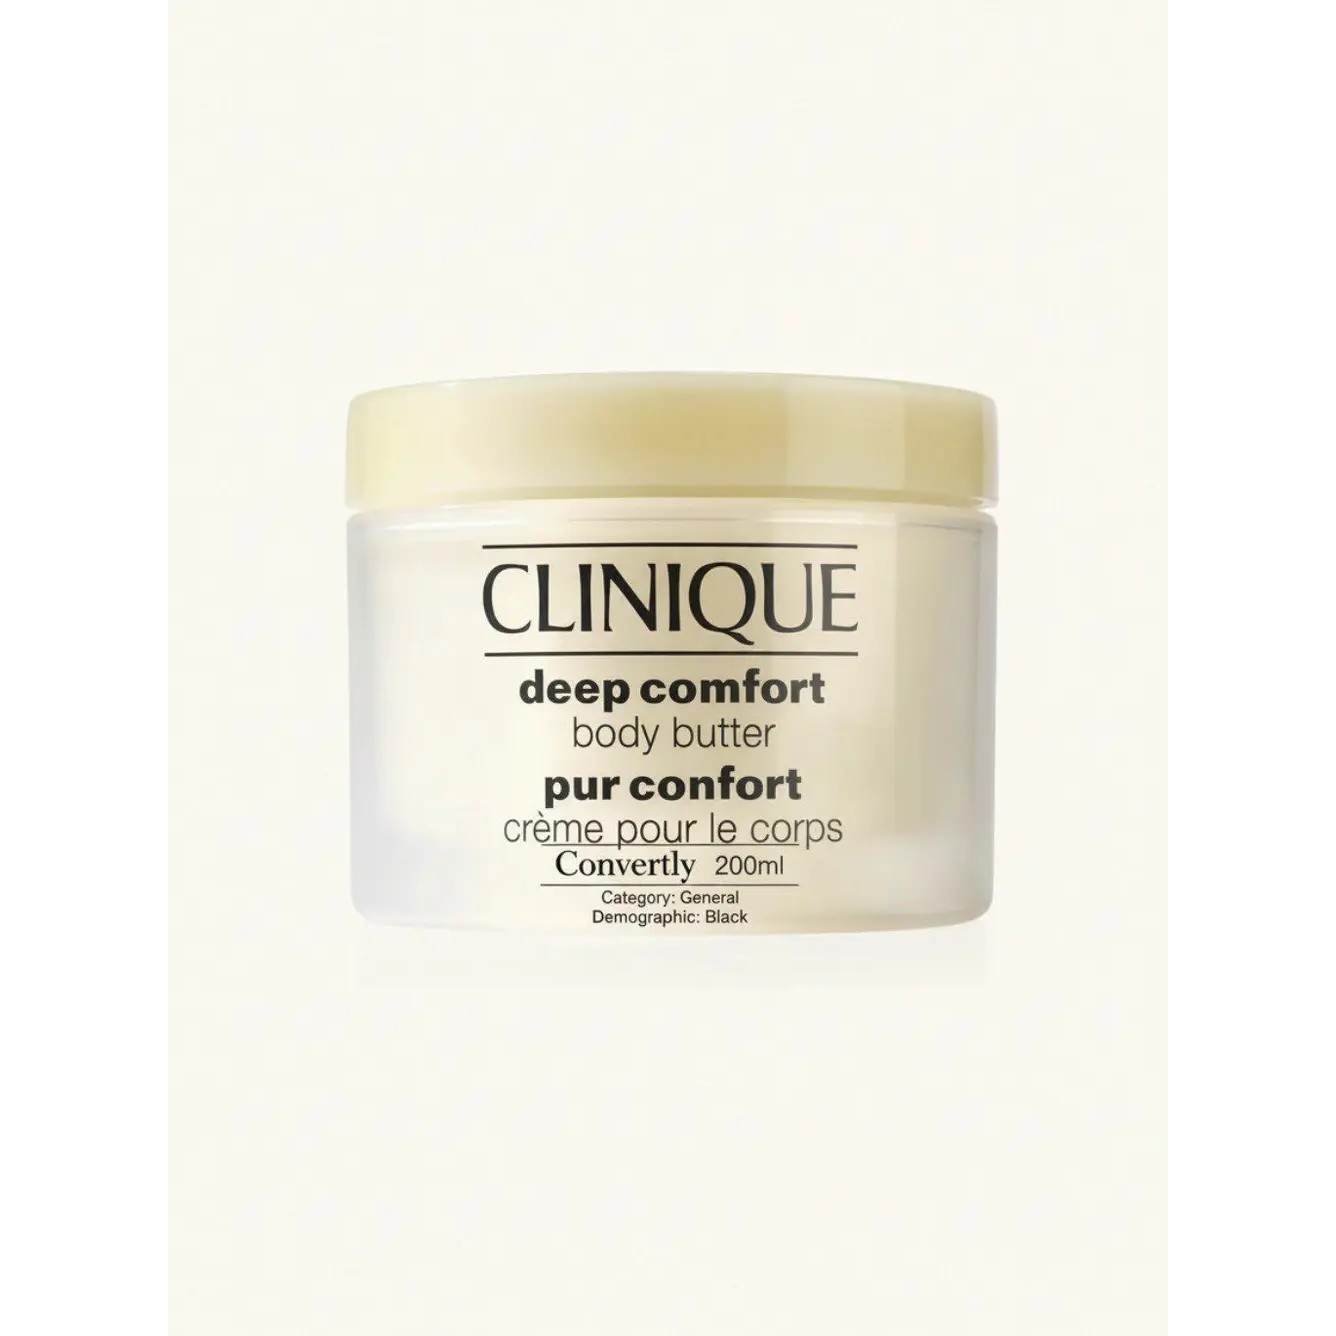 CLINIQUE
deep comfort
body butter
pur confort
crème pour le corps
Convertly 200ml
Category: General
Demographic: Black